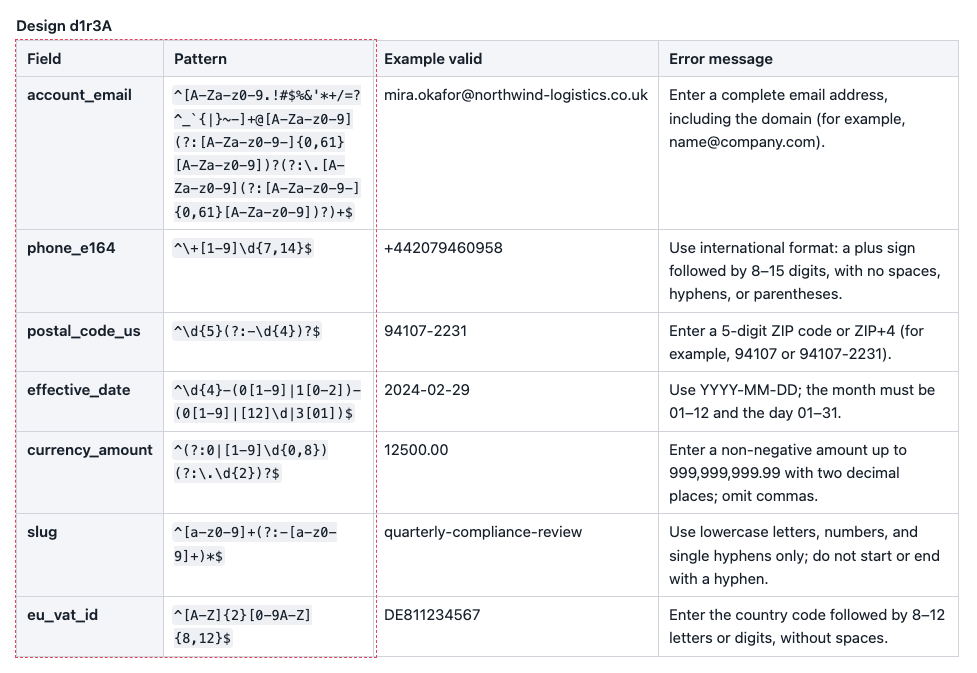 Design d1r3A
Field Pattern Example valid Error message
account_email ^[A-Za-z0-9.!#$%&'*+/=? mira.okafor@northwind-logistics.co.uk Enter a complete email address,
^_`{|}~-]+@[A-Za-z0-9] including the domain (for example,
(?:[A-Za-z0-9-]{0,61} name@company.com).
[A-Za-z0-9])?(?:\.[A-
Za-z0-9](?:[A-Za-z0-9-]
{0,61}[A-Za-z0-9])?)+$
phone_e164 ^\+[1-9]\d{7,14}$ +442079460958 Use international format: a plus sign
followed by 8–15 digits, with no spaces,
hyphens, or parentheses.
postal_code_us ^\d{5}(?:-\d{4})?$ 94107-2231 Enter a 5-digit ZIP code or ZIP+4 (for
example, 94107 or 94107-2231).
effective_date ^\d{4}-(0[1-9]|1[0-2])- 2024-02-29 Use YYYY-MM-DD; the month must be
(0[1-9]|[12]\d|3[01])$ 01–12 and the day 01–31.
currency_amount ^(?:0|[1-9]\d{0,8}) 12500.00 Enter a non-negative amount up to
(?:\.\d{2})?$ 999,999,999.99 with two decimal
places; omit commas.
slug ^[a-z0-9]+(?:-[a-z0- quarterly-compliance-review Use lowercase letters, numbers, and
9]+)*$ single hyphens only; do not start or end
with a hyphen.
eu_vat_id ^[A-Z]{2}[0-9A-Z] DE811234567 Enter the country code followed by 8–12
{8,12}$ letters or digits, without spaces.